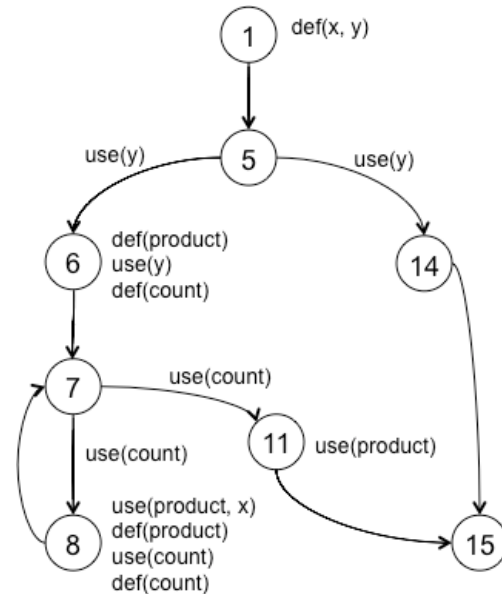 1
def(x, y)
use(y)
5
use(y)
6
def(product)
use(y)
def(count)
14
7
use(count)
use(count)
11
use(product)
8
use(product, x)
def(product)
use(count)
def(count)
15